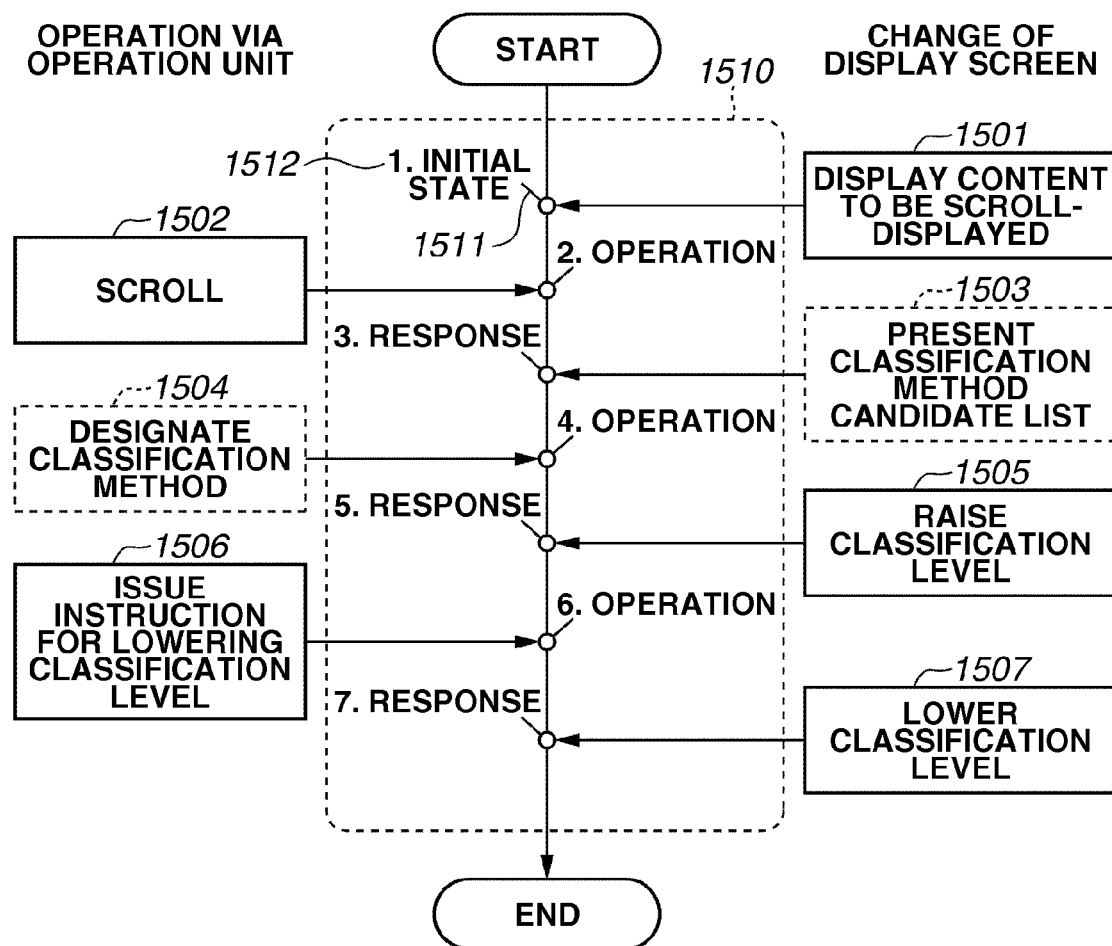 OPERATION VIA
OPERATION UNIT
START
CHANGE OF
DISPLAY SCREEN
1510
1512
1. INITIAL
STATE
1511
1501
DISPLAY CONTENT
TO BE SCROLL-
DISPLAYED
1502
SCROLL
2. OPERATION
1503
PRESENT
CLASSIFICATION
METHOD
CANDIDATE LIST
3. RESPONSE
1504
DESIGNATE
CLASSIFICATION
METHOD
4. OPERATION
1505
RAISE
CLASSIFICATION
LEVEL
5. RESPONSE
1506
ISSUE
INSTRUCTION
FOR LOWERING
CLASSIFICATION
LEVEL
6. OPERATION
1507
LOWER
CLASSIFICATION
LEVEL
7. RESPONSE
END